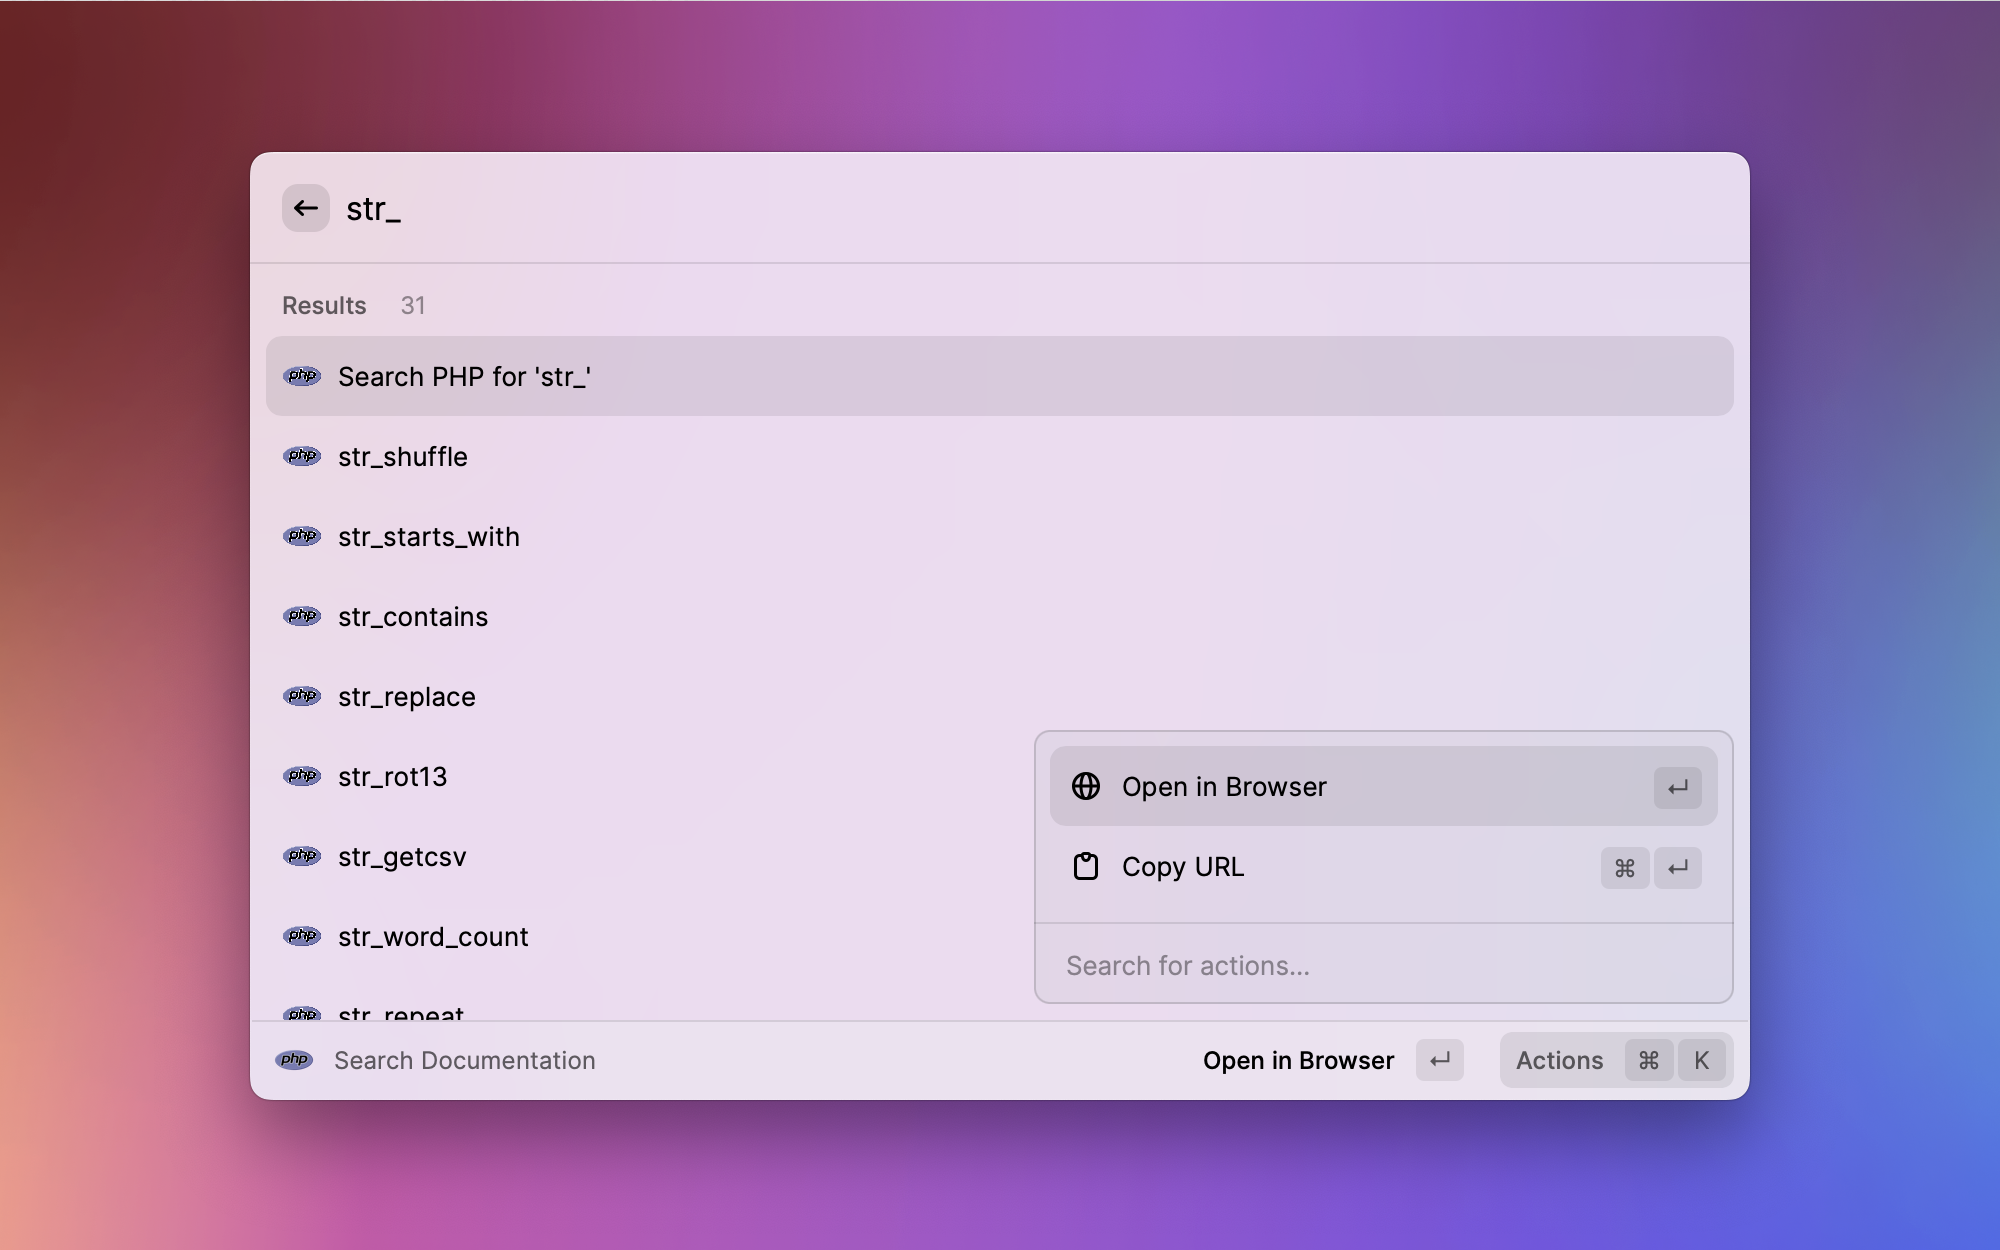 str_
Results 31
php Search PHP for 'str_'
php str_shuffle
php str_starts_with
php str_contains
php str_replace
php str_rot13
php str_getcsv
php str_word_count
php str_repeat
Open in Browser ↵
Copy URL ⌘ ↵
Search for actions...
php Search Documentation Open in Browser ↵ Actions ⌘ K